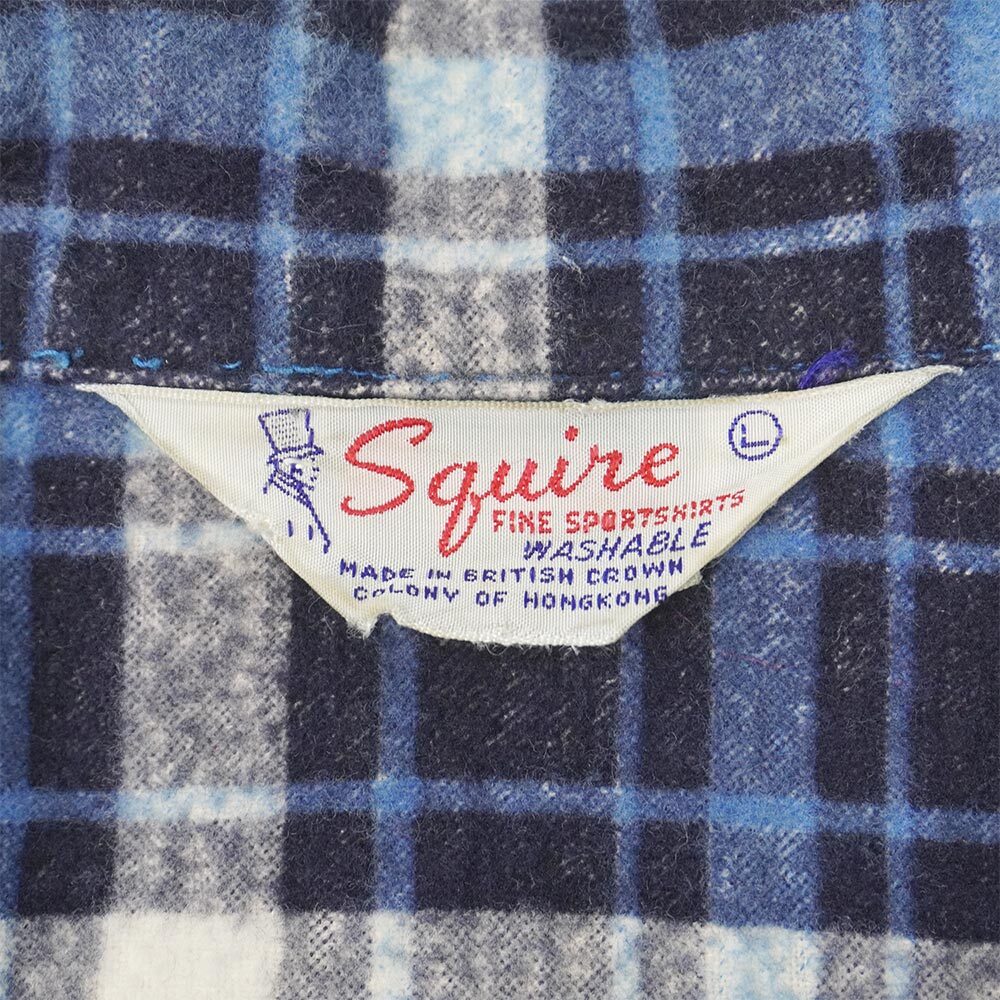 Squire
L
FINE SPORTSHIRTS
WASHABLE
MADE IN BRITISH CROWN
COLONY OF HONGKONG